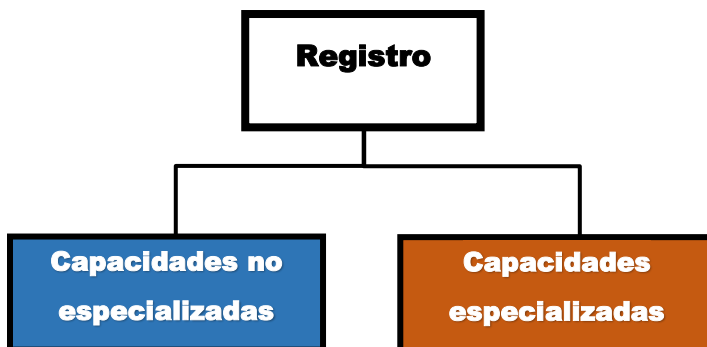 Registro
Capacidades no
especializadas
Capacidades
especializadas